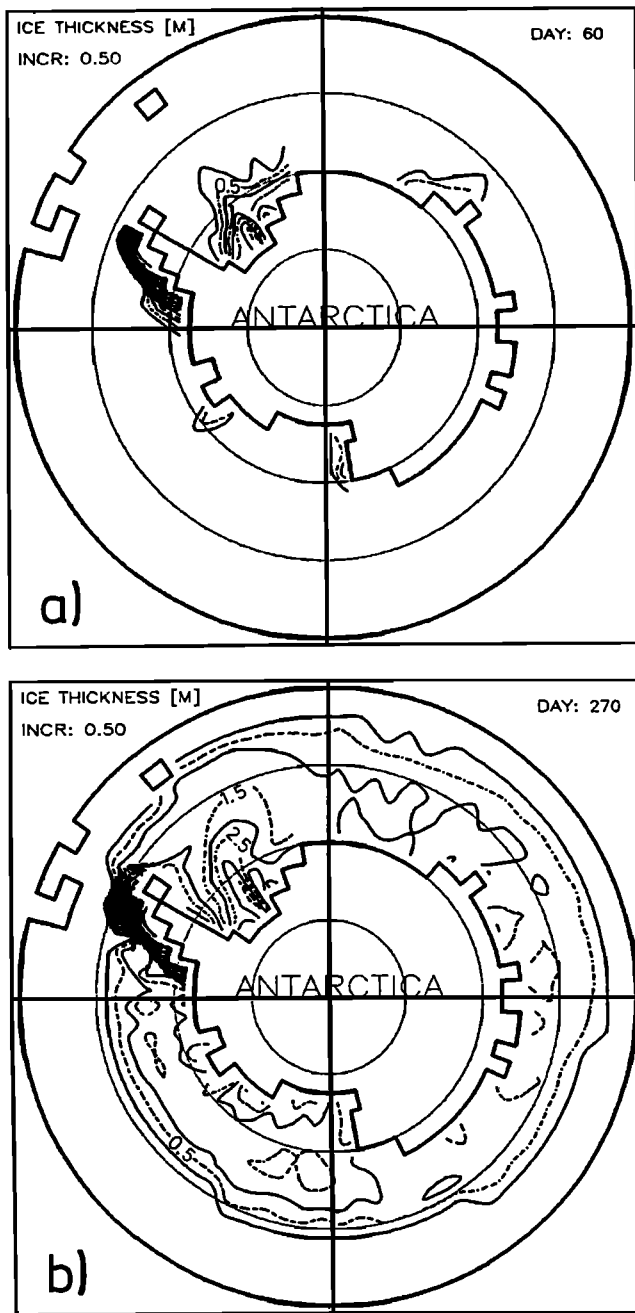 ICE THICKNESS [M]
DAY: 60
INCR: 0.50
0.5
ANTARCTICA
a)
ICE THICKNESS [M]
DAY: 270
INCR: 0.50
1.5
2.5
ANTARCTICA
0.5
b)